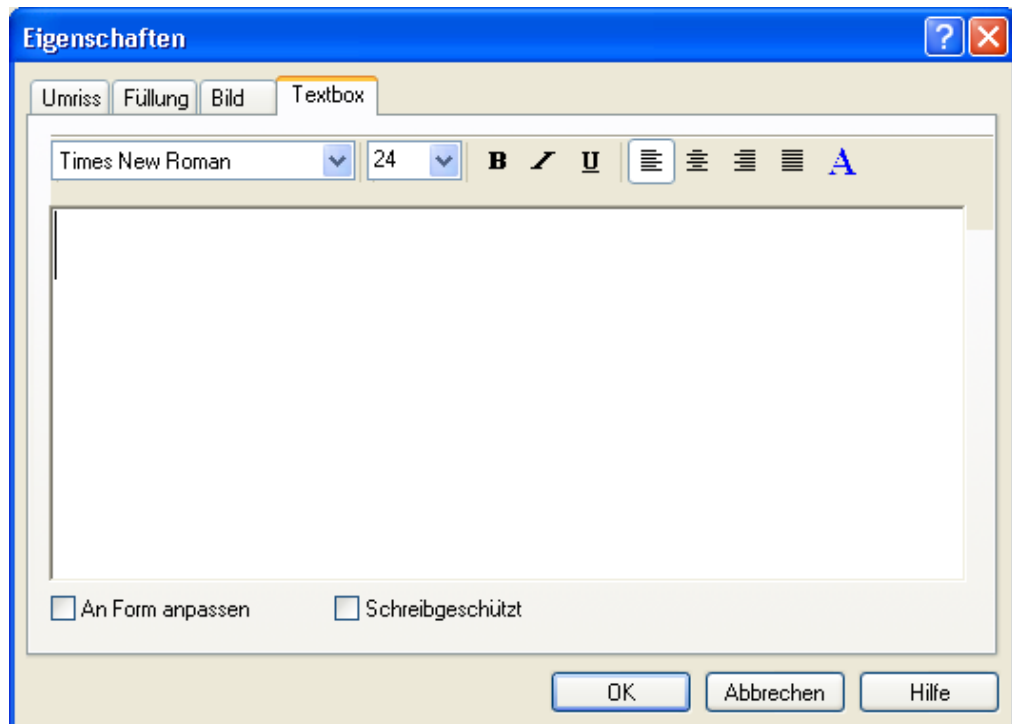 Eigenschaften
Umriss Füllung Bild Textbox
Times New Roman 24 B I U A
An Form anpassen Schreibgeschützt
OK Abbrechen Hilfe